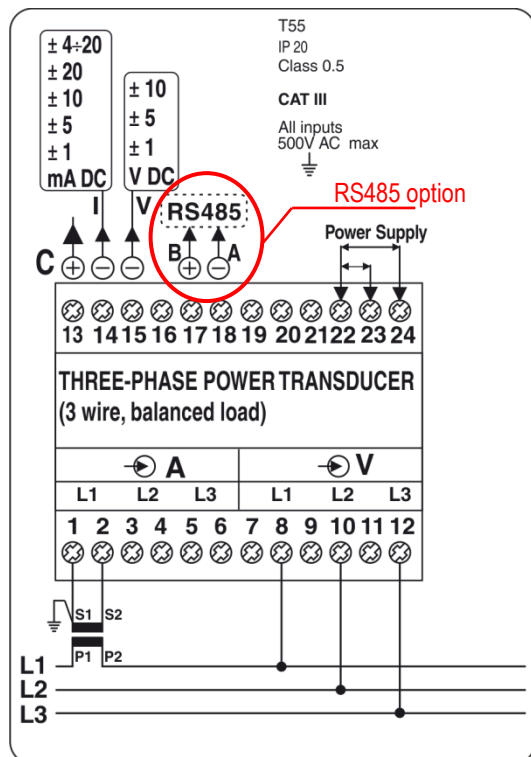 ± 4÷20
± 20
± 10
± 5
± 1
mA DC
I
± 10
± 5
± 1
V DC
V
T55
IP 20
Class 0.5
CAT III
All inputs
500V AC max
RS485 option
RS485
B A
Power Supply
C + − − + −
13 14 15 16 17 18 19 20 21 22 23 24
THREE-PHASE POWER TRANSDUCER
(3 wire, balanced load)
A V
L1 L2 L3 L1 L2 L3
1 2 3 4 5 6 7 8 9 10 11 12
S1 S2
P1 P2
L1
L2
L3